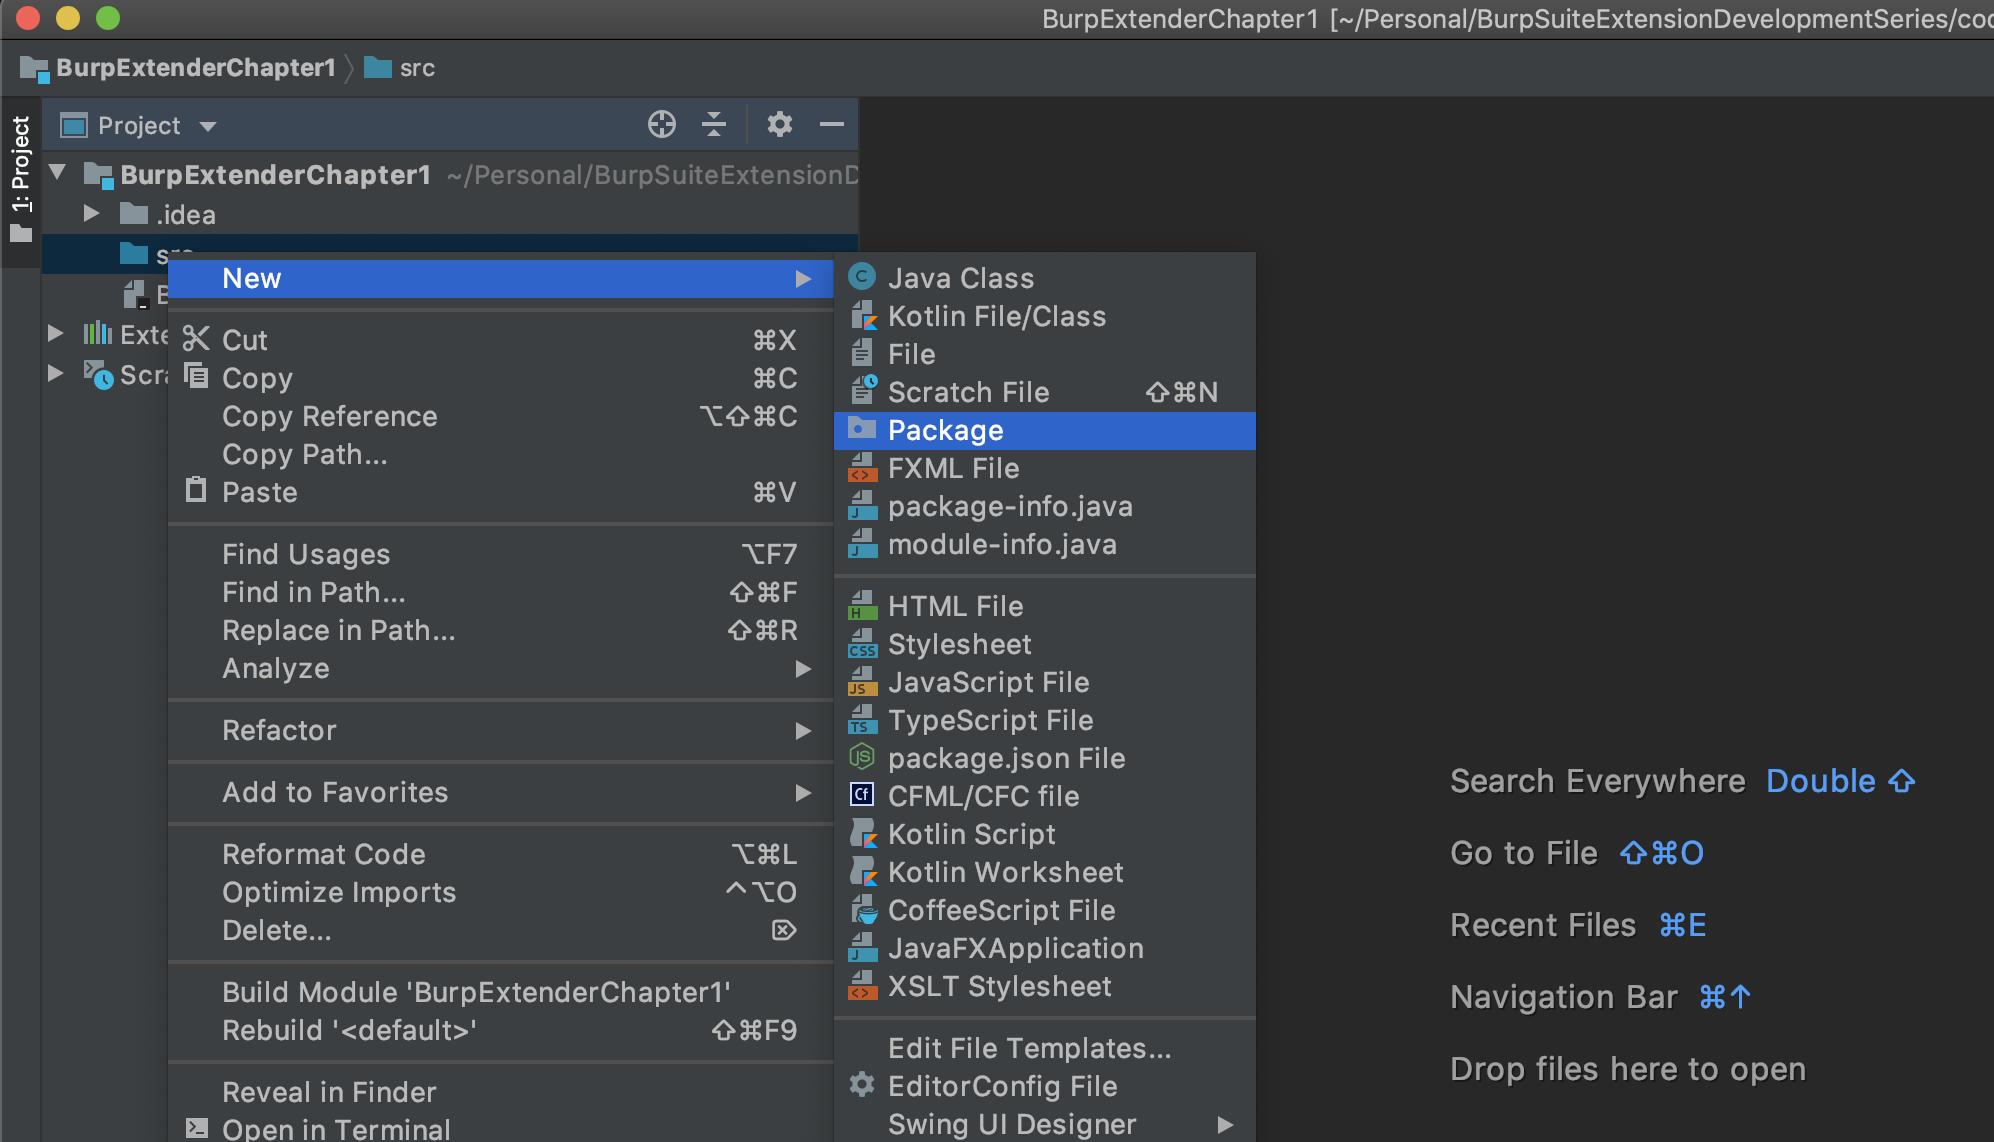 BurpExtenderChapter1 [~/Personal/BurpSuiteExtensionDevelopmentSeries/
BurpExtenderChapter1 src
1: Project
Project
BurpExtenderChapter1 ~/Personal/BurpSuiteExtensionD
.idea
src
New
Cut ⌘X
Copy ⌘C
Copy Reference ⌥⇧⌘C
Copy Path...
Paste ⌘V
Find Usages ⌥F7
Find in Path... ⇧⌘F
Replace in Path... ⇧⌘R
Analyze
Refactor
Add to Favorites
Reformat Code ⌥⌘L
Optimize Imports ^⌥O
Delete... ⌦
Build Module 'BurpExtenderChapter1'
Rebuild '<default>' ⇧⌘F9
Reveal in Finder
Open in Terminal
Java Class
Kotlin File/Class
File
Scratch File ⇧⌘N
Package
FXML File
package-info.java
module-info.java
HTML File
Stylesheet
JavaScript File
TypeScript File
package.json File
CFML/CFC file
Kotlin Script
Kotlin Worksheet
CoffeeScript File
JavaFXApplication
XSLT Stylesheet
Edit File Templates...
EditorConfig File
Swing UI Designer
Search Everywhere Double ⇧
Go to File ⇧⌘O
Recent Files ⌘E
Navigation Bar ⌘↑
Drop files here to open